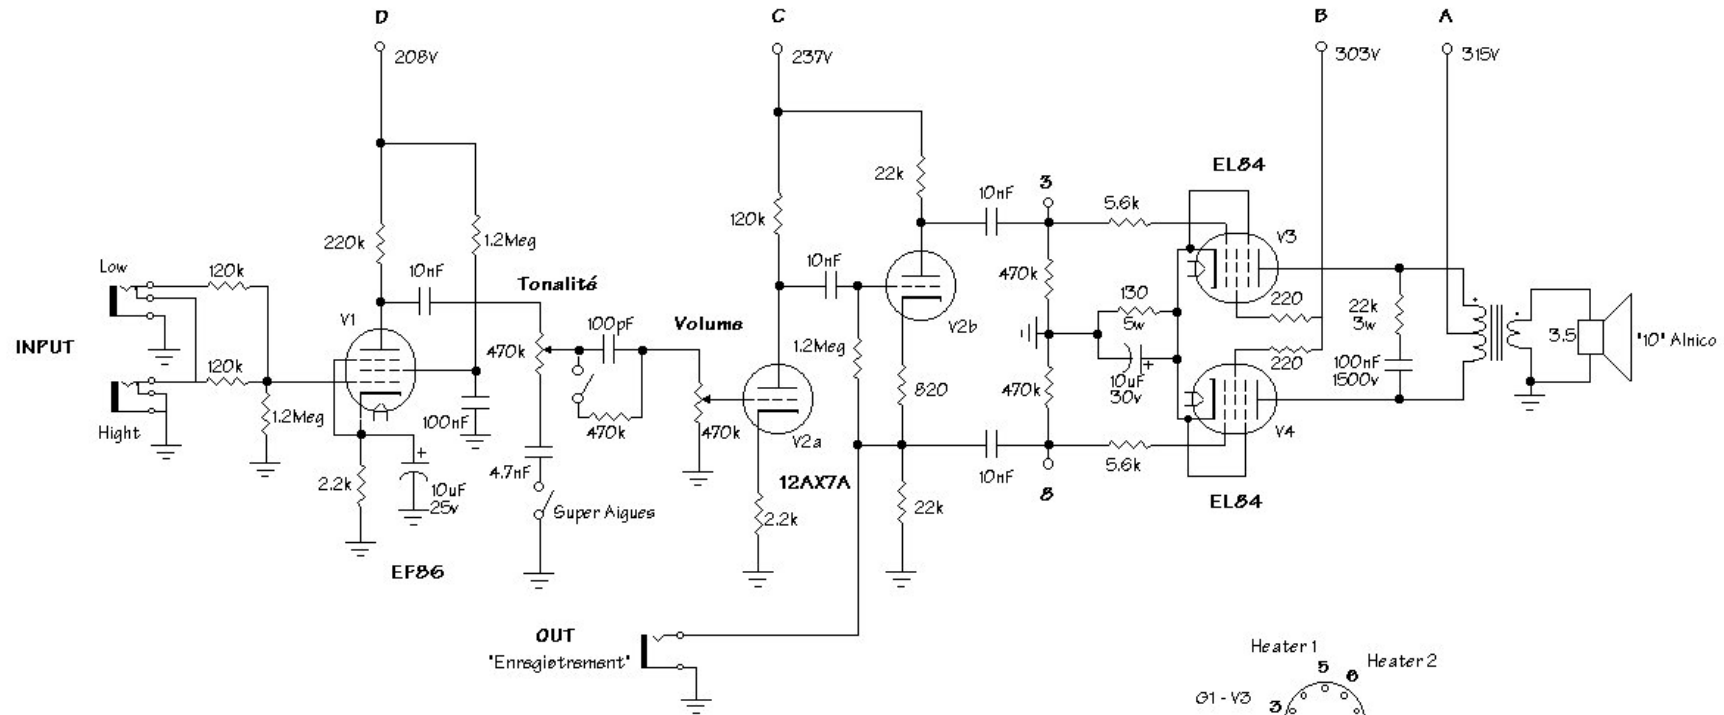 D
C
B
A
208V
237V
303V
315V
EL84
3
22k
10nF
5.6k
120k
V3
220k
1.2Meg
Low
120k
10nF
10nF
470k
Tonalité
V2b
130
5w
220
22k
3w
V1
100pF
Volume
INPUT
470k
1.2Meg
3.5
"10" Alnico
120k
220
100nF
1500v
10uF
30v
820
470k
1.2Meg
100nF
Hight
470k
470k
V2a
V4
4.7nF
10nF
5.6k
2.2k
10uF
25v
12AX7A
8
EL84
Super Aigues
2.2k
22k
EF86
OUT
"Enregistrement"
Heater 1
5
6
Heater 2
G1 - V3
3